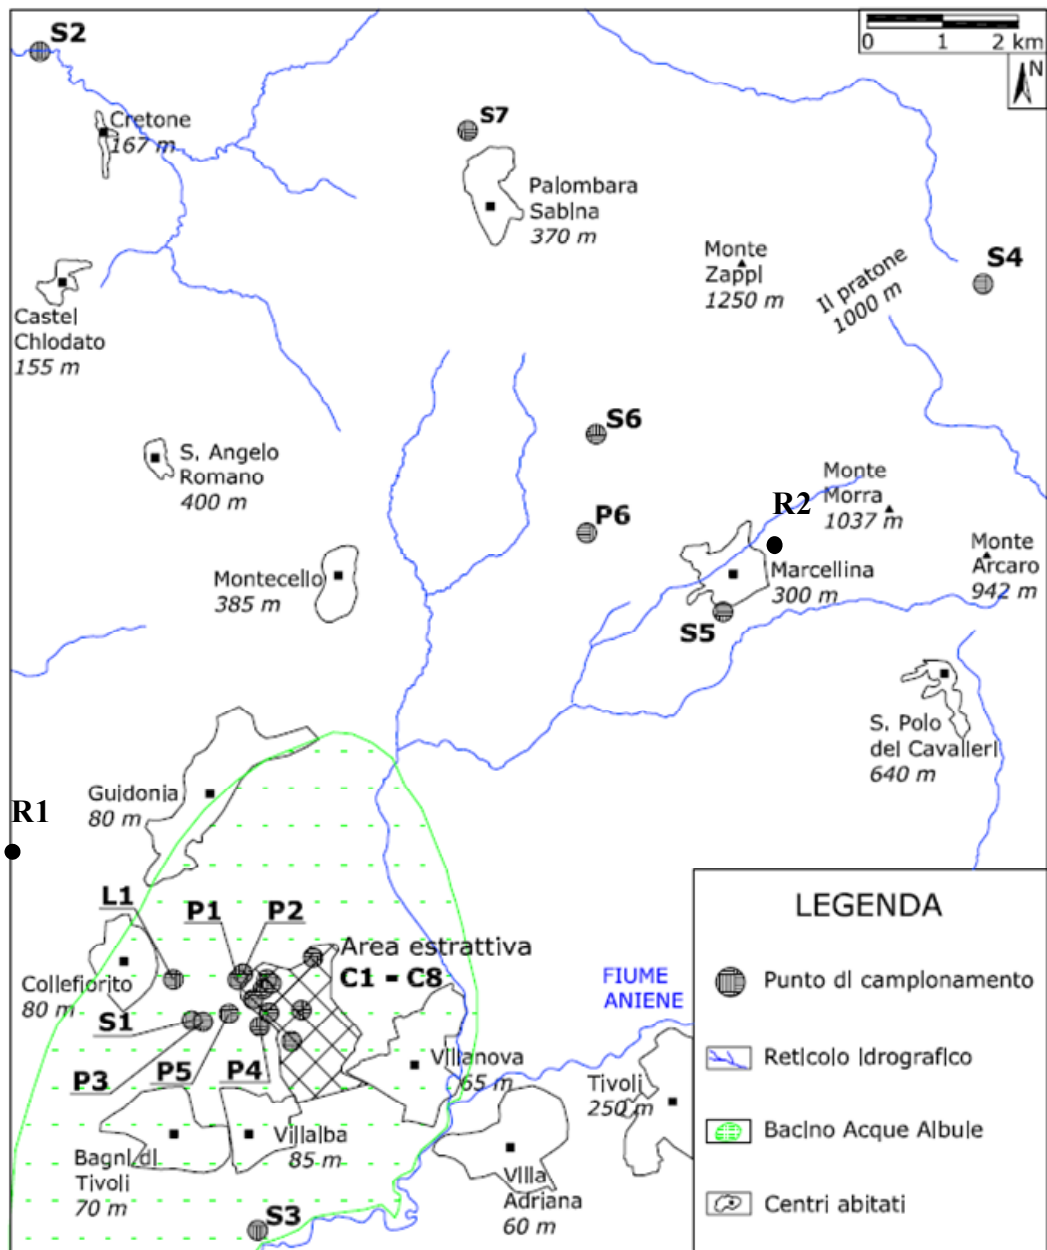 S2
0 1 2 km
N
Cretone
167 m
S7
Palombara
Sabina
370 m
Monte
Zappi
1250 m
S4
Il pratone
1000 m
Castel
Chiodato
155 m
S6
S. Angelo
Romano
400 m
Monte
Morra
1037 m
R2
P6
Monte
Arcaro
942 m
Montecello
385 m
Marcellina
300 m
S5
S. Polo
dei Cavalieri
640 m
Guidonia
80 m
R1
L1
P1
P2
Area estrattiva
C1 - C8
Collefiorito
80 m
S1
P3
P5
P4
Villanova
65 m
FIUME
ANIENE
Tivoli
250 m
Bagni di
Tivoli
70 m
Villalba
85 m
Villa
Adriana
60 m
S3
LEGENDA
Punto di campionamento
Reticolo idrografico
Bacino Acque Albule
Centri abitati